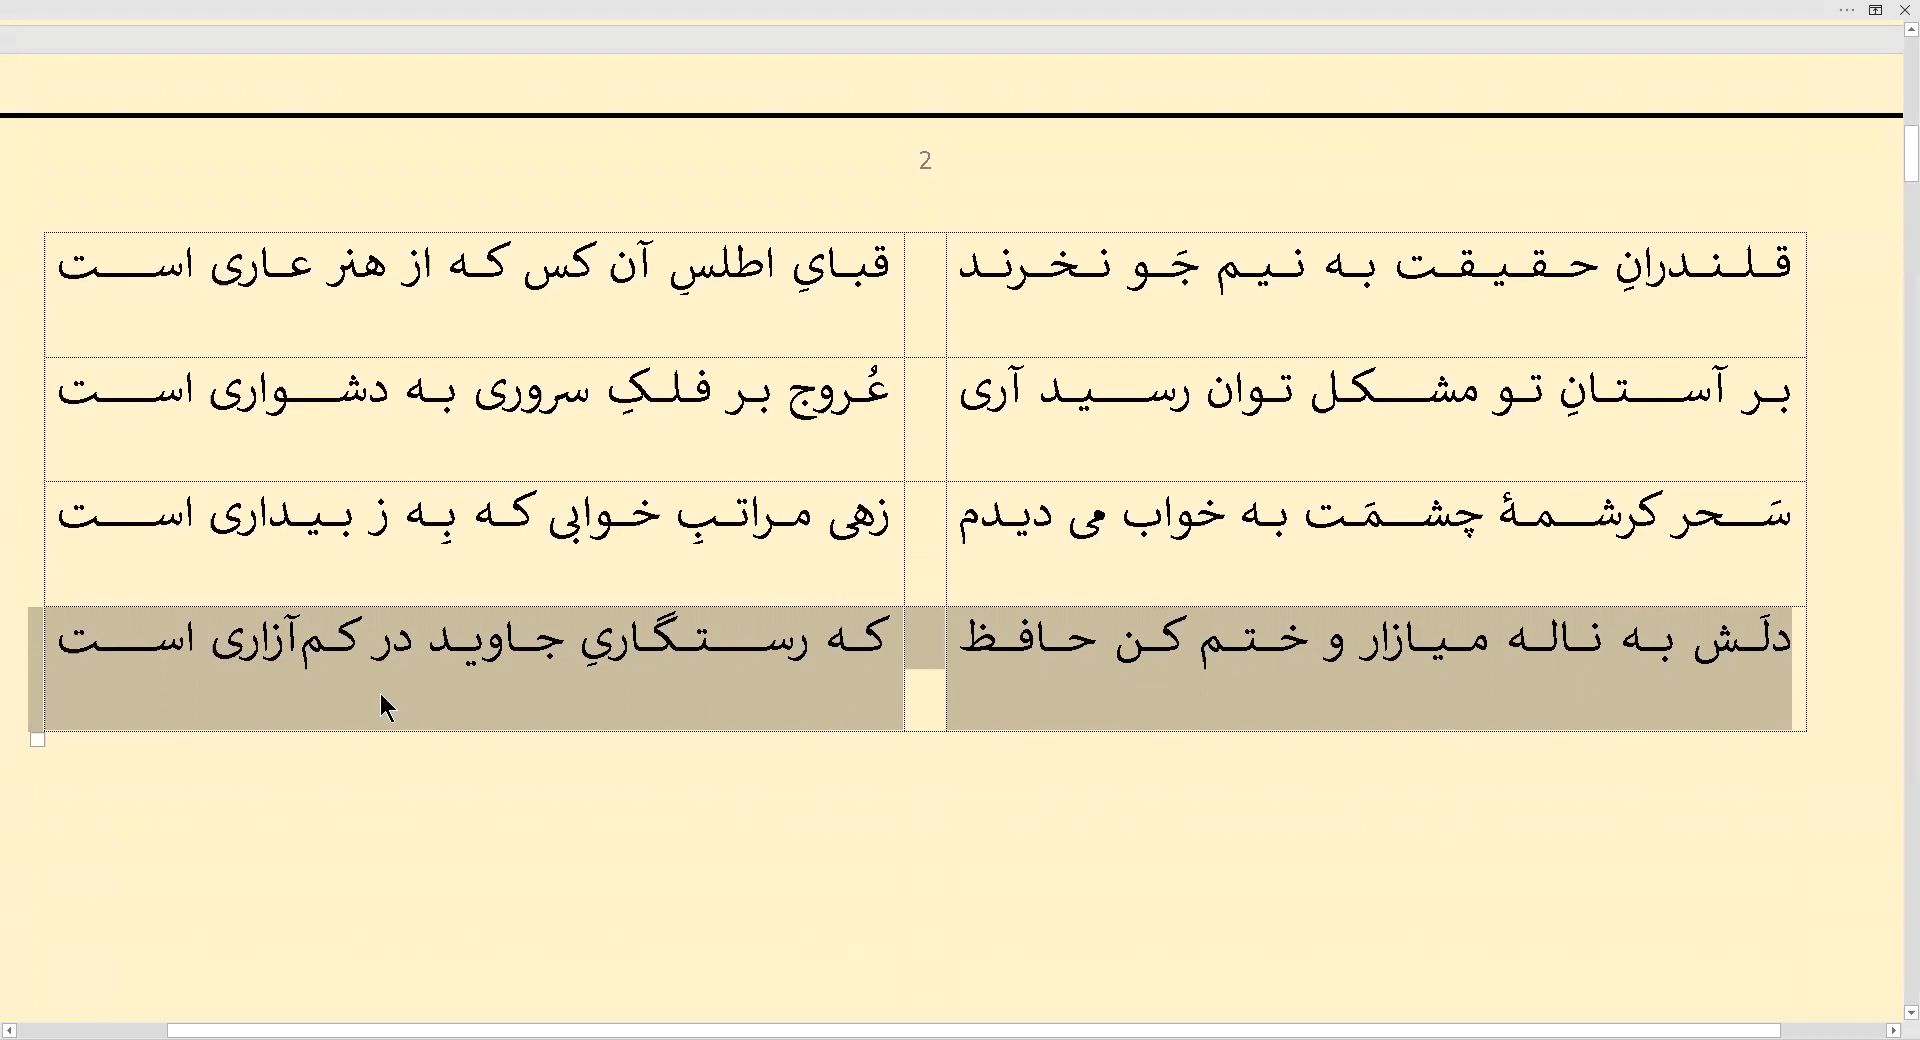 2
قلندرانِ حقیقت به نیم جَو نخرند
قبایِ اطلسِ آن کس که از هنر عاری است
بر آستانِ تو مشکل توان رسید آری
عُروج بر فلکِ سروری به دشواری است
سَحر کرشمهٔ چشمَت به خواب می دیدم
زهی مراتبِ خوابی که بِه ز بیداری است
دلَش به ناله میازار و ختم کن حافظ
که رستگاریِ جاوید در کم‌آزاری است